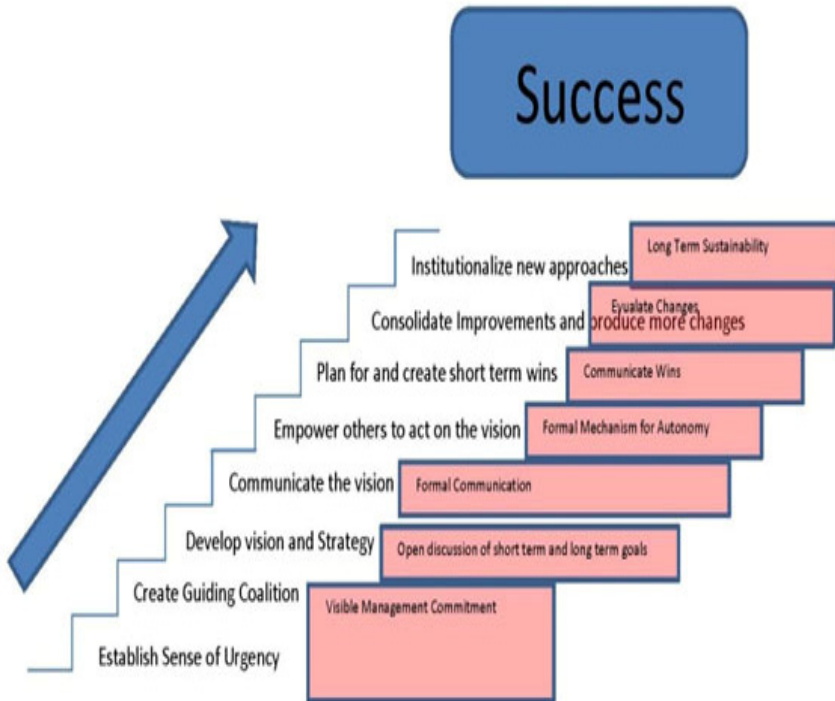 Success
Long Term Sustainability
Institutionalize new approaches
Eyualate Changes
Consolidate Improvements and produce more changes
Plan for and create short term wins
Communicate Wins
Empower others to act on the vision
Formal Mechanism for Autonomy
Communicate the vision
Formal Communication
Develop vision and Strategy
Open discussion of short term and long term goals
Create Guiding Coalition
Visible Management Commitment
Establish Sense of Urgency